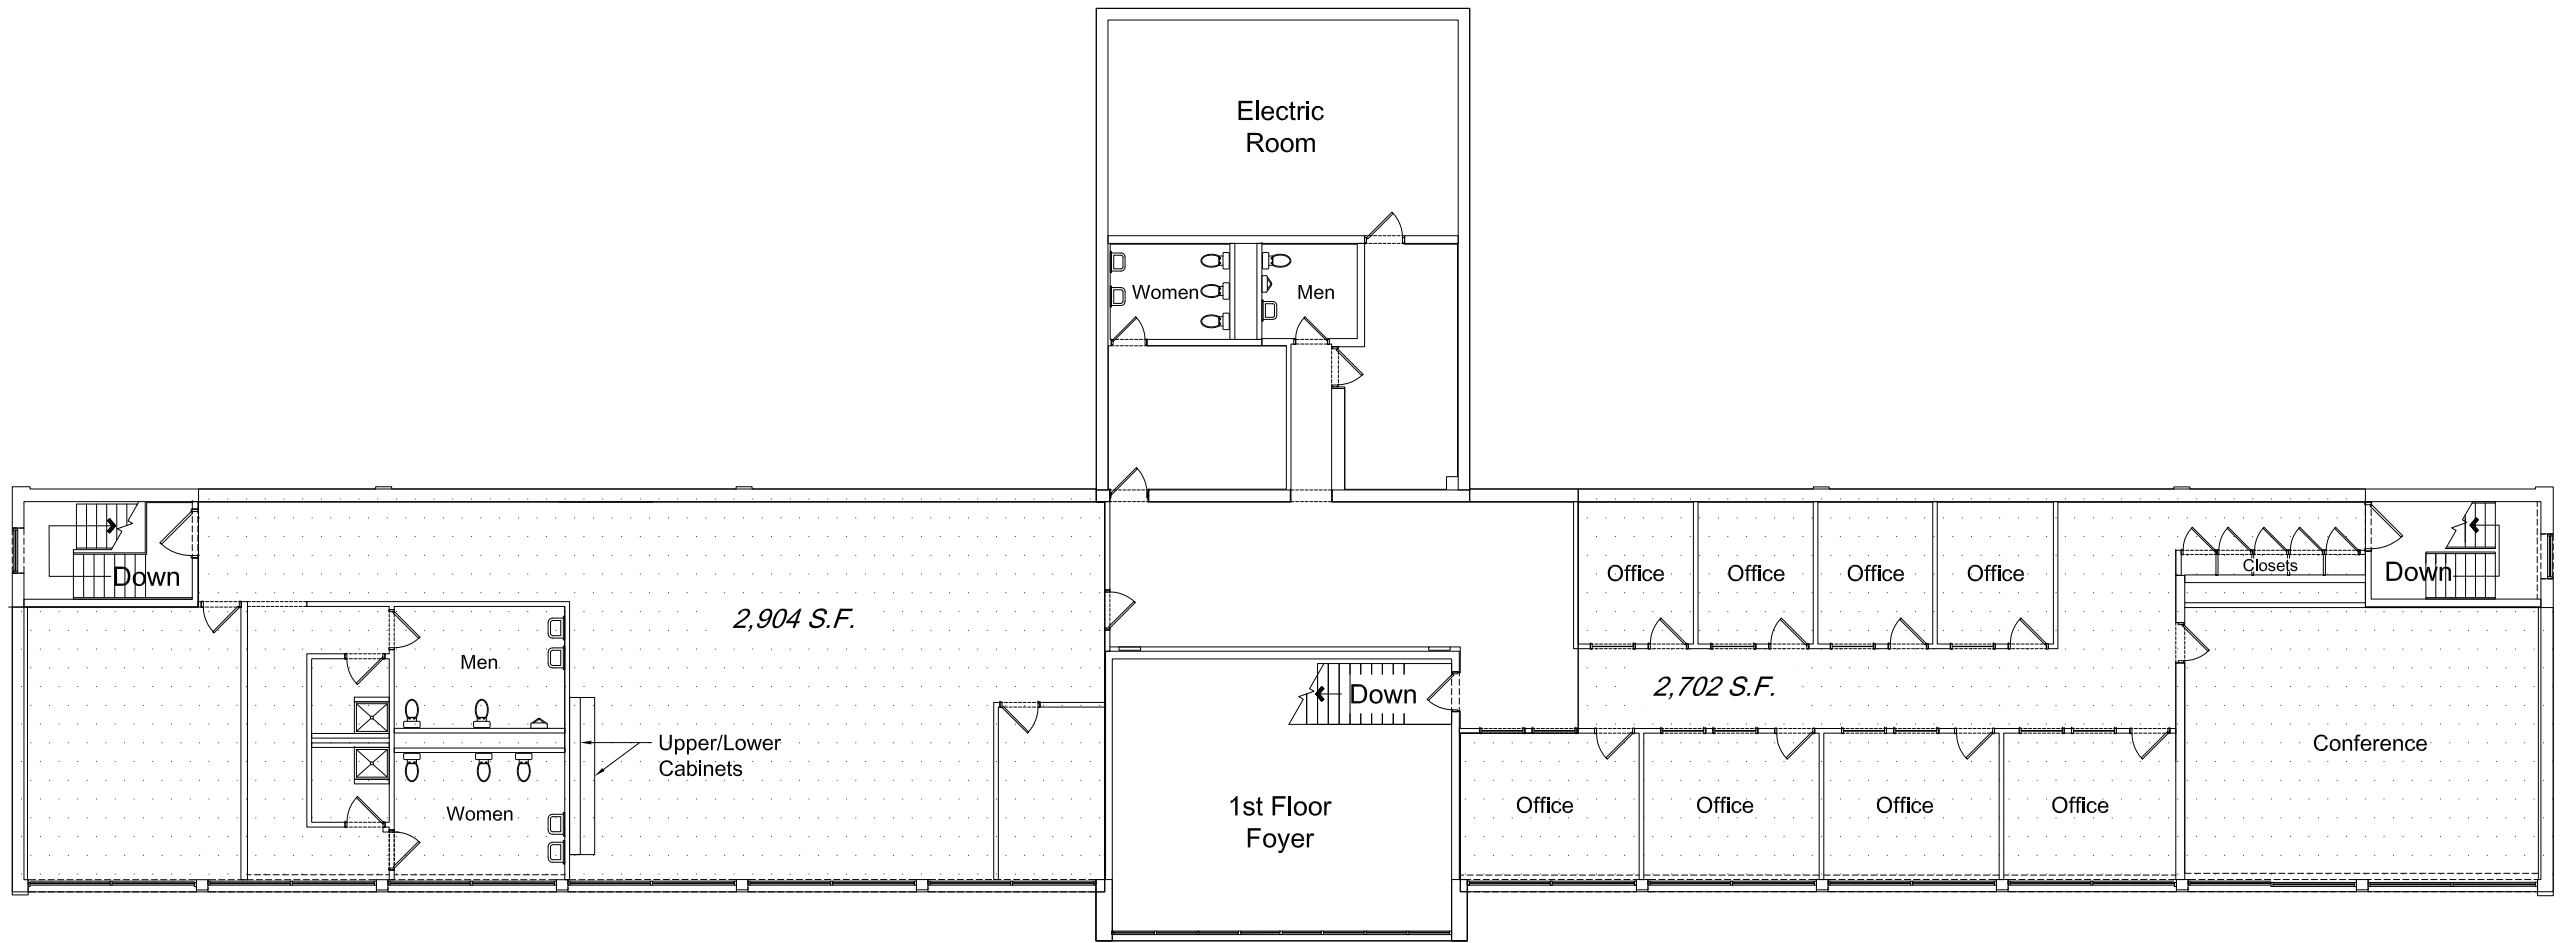 Electric
Room
Women
Men
Down
2,904 S.F.
Men
Upper/Lower
Cabinets
Women
Down
1st Floor
Foyer
Office
Office
Office
Office
Closets
Down
2,702 S.F.
Conference
Office
Office
Office
Office